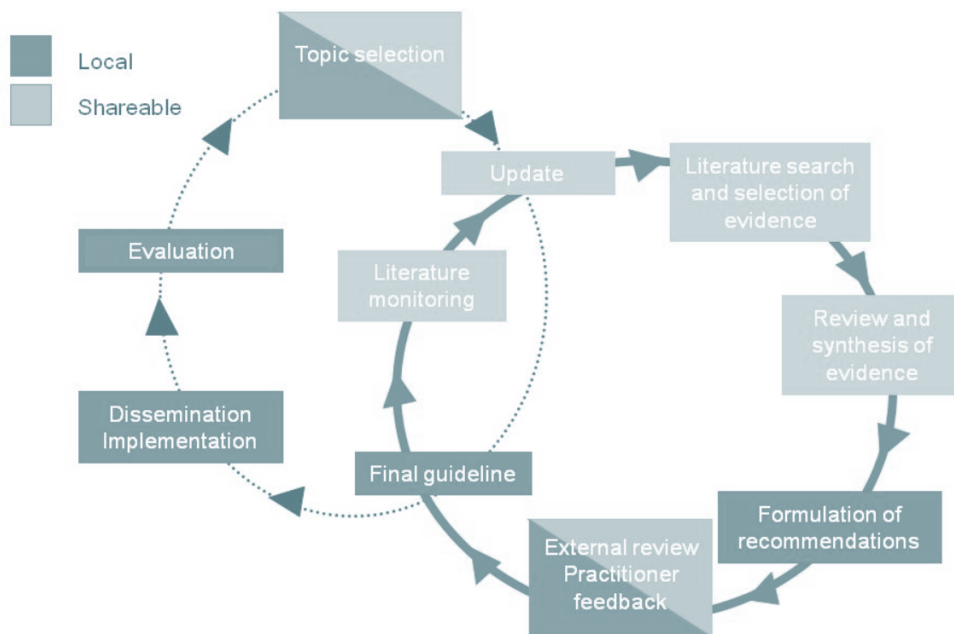 Local
Shareable
Topic selection
Update
Literature search
and selection of
evidence
Evaluation
Literature
monitoring
Review and
synthesis of
evidence
Dissemination
Implementation
Final guideline
Formulation of
recommendations
External review
Practitioner
feedback